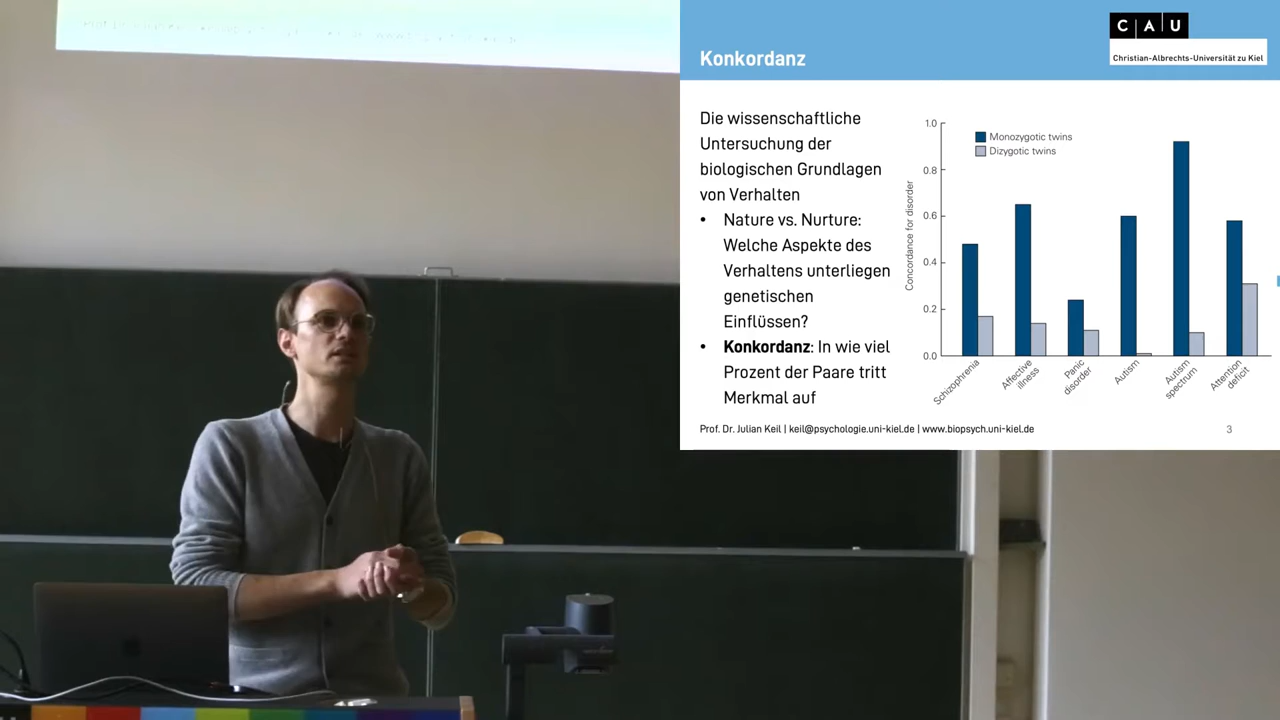 Konkordanz
CAU
Christian-Albrechts-Universität zu Kiel
Die wissenschaftliche
Untersuchung der
biologischen Grundlagen
von Verhalten
• Nature vs. Nurture:
Welche Aspekte des
Verhaltens unterliegen
genetischen
Einflüssen?
• Konkordanz: In wie viel
Prozent der Paare tritt
Merkmal auf
Monozygotic twins
Dizygotic twins
Concordance for disorder
1.0
0.8
0.6
0.4
0.2
0.0
Schizophrenia
Affective
illness
Panic
disorder
Autism
Autism
spectrum
Attention
deficit
Prof. Dr. Julian Keil | keil@psychologie.uni-kiel.de | www.biopsych.uni-kiel.de
3